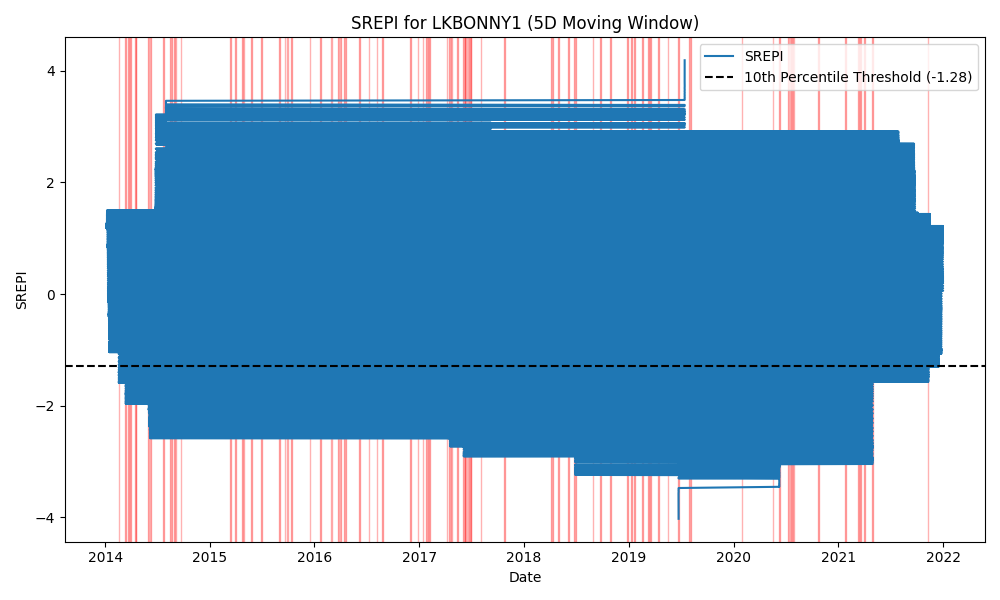 SREPI for LKBONNY1 (5D Moving Window)
SREPI
10th Percentile Threshold (-1.28)
4
2
0
−2
−4
SREPI
2014 2015 2016 2017 2018 2019 2020 2021 2022
Date